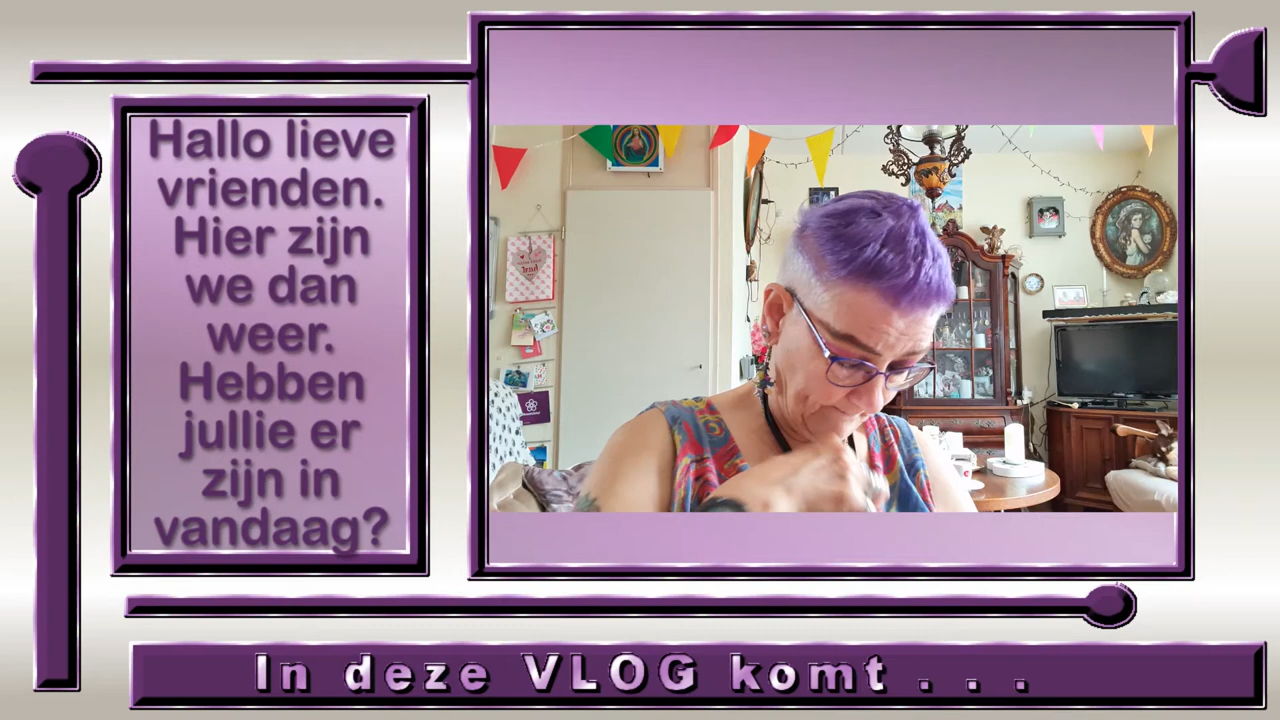 Hallo lieve
vrienden.
Hier zijn
we dan
weer.
Hebben
jullie er
zijn in
vandaag?
In deze VLOG komt . . .